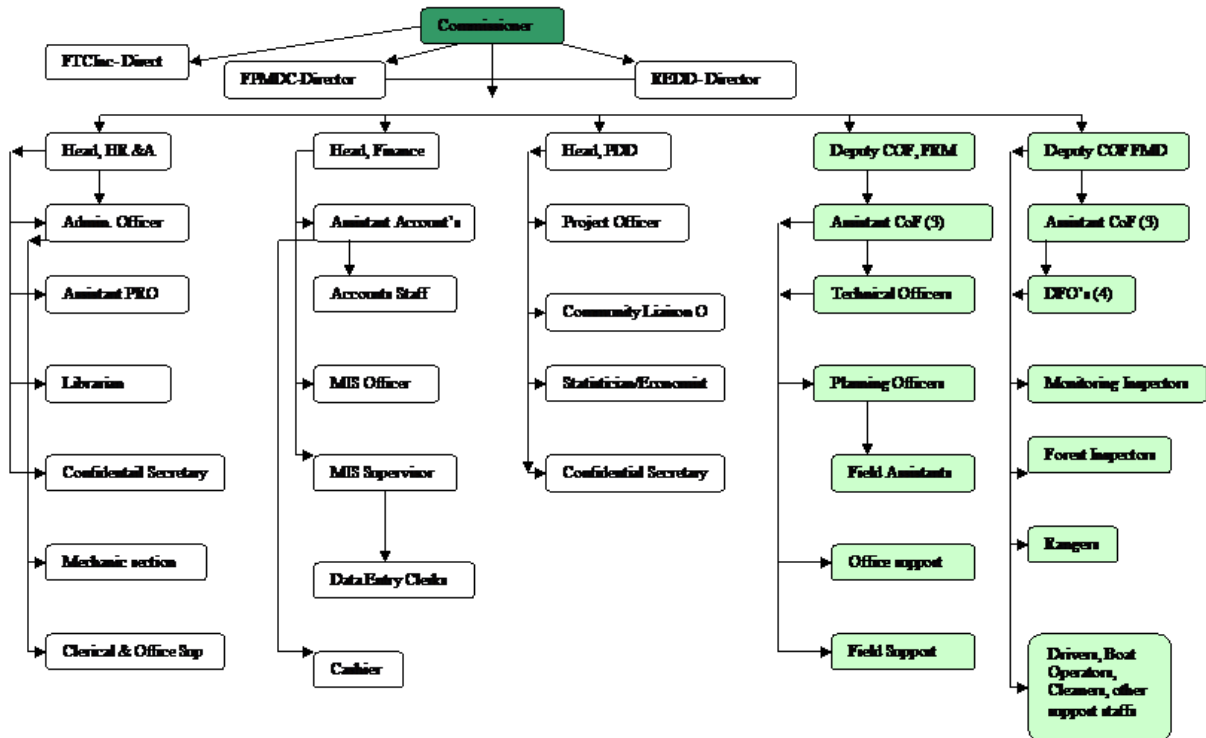 Commissioner
FTCInc- Direct
FPMDC-Director
REDD- Director
Head, HR &A
Head, Finance
Head, PDD
Deputy COF, FRM
Deputy COF FMD
Admin. Officer
Assistant Account's
Project Officer
Assistant CoF (3)
Assistant CoF (3)
Assistant PRO
Accounts Staff
Community Liaison O
Technical Officers
DFO's (4)
Librarian
MIS Officer
Statistician/Economist
Planning Officers
Monitoring Inspectors
Confidentail Secretary
MIS Supervisor
Confidential Secretary
Field Assistants
Forest Inspectors
Mechanic section
Data Entry Clerks
Office support
Rangers
Clerical & Office Sup
Cashier
Field Support
Drivers, Boat
Operators,
Cleaners, other
support staffs